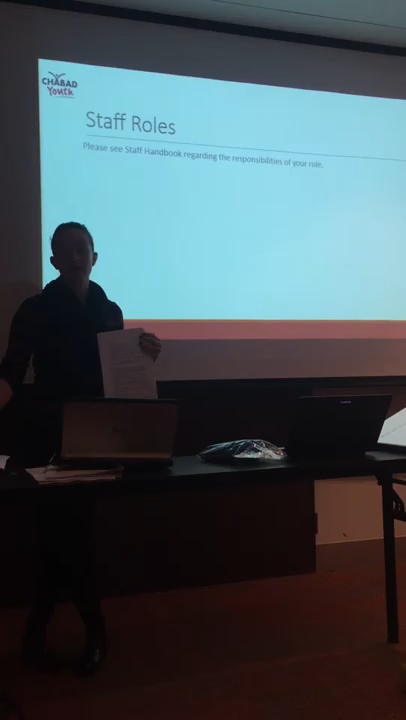 CHABAD
Youth
Staff Roles
Please see Staff Handbook regarding the responsibilities of your role.